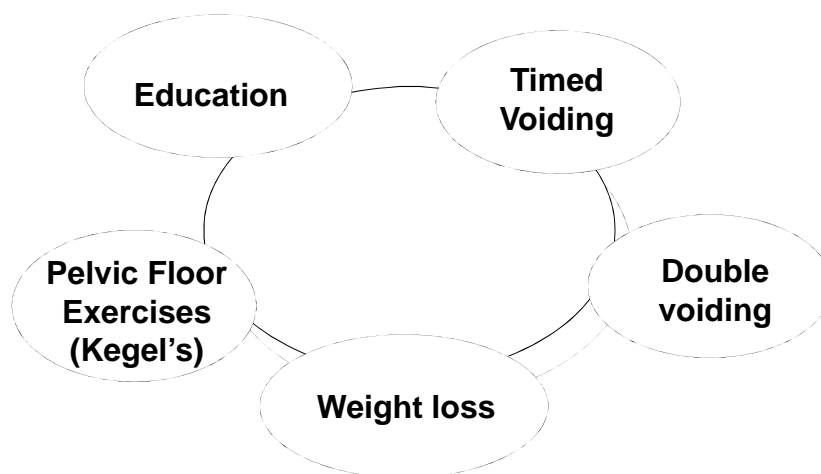 Education
Timed
Voiding
Double
voiding
Weight loss
Pelvic Floor
Exercises
(Kegel's)